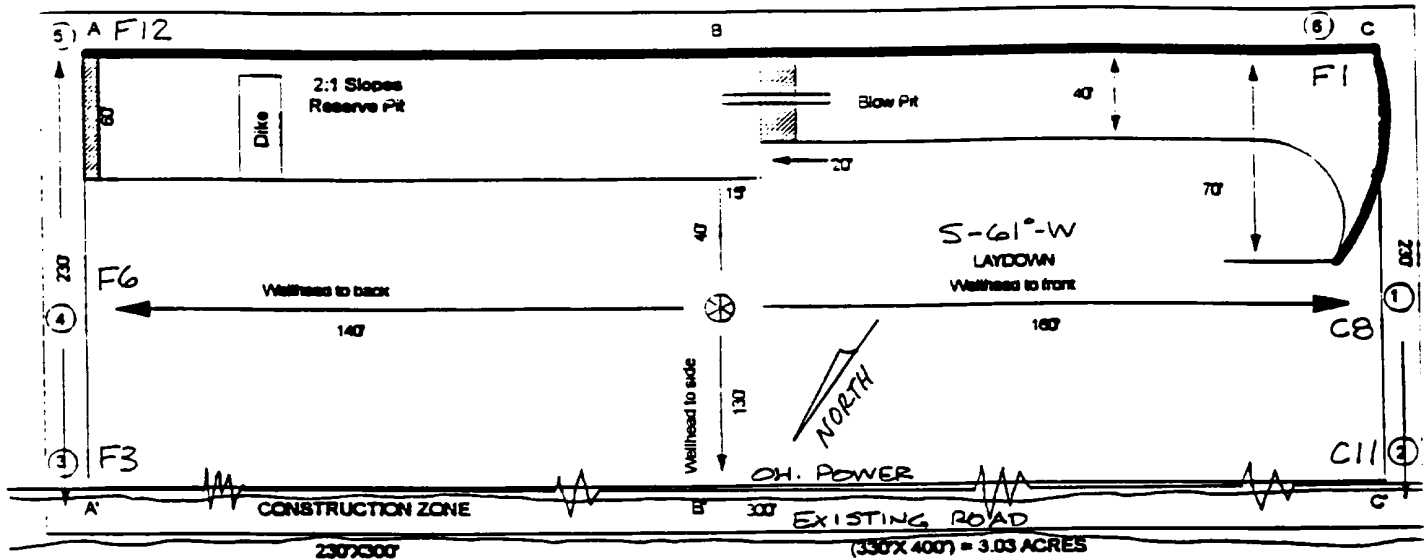 5 A F12 B 6 C
F1
2:1 Slopes
Reserve Pit
60'
Dike
Blow Pit
40'
20'
15'
70'
40'
S-61°-W
LAYDOWN
230'
F6
Wellhead to back
Wellhead to front
230'
4
140'
160'
1
C8
Wellhead to side
130'
NORTH
3 F3
C11 2
OH. POWER
A' CONSTRUCTION ZONE B' 300' EXISTING ROAD C'
230'X300' (330'X 400') = 3.03 ACRES